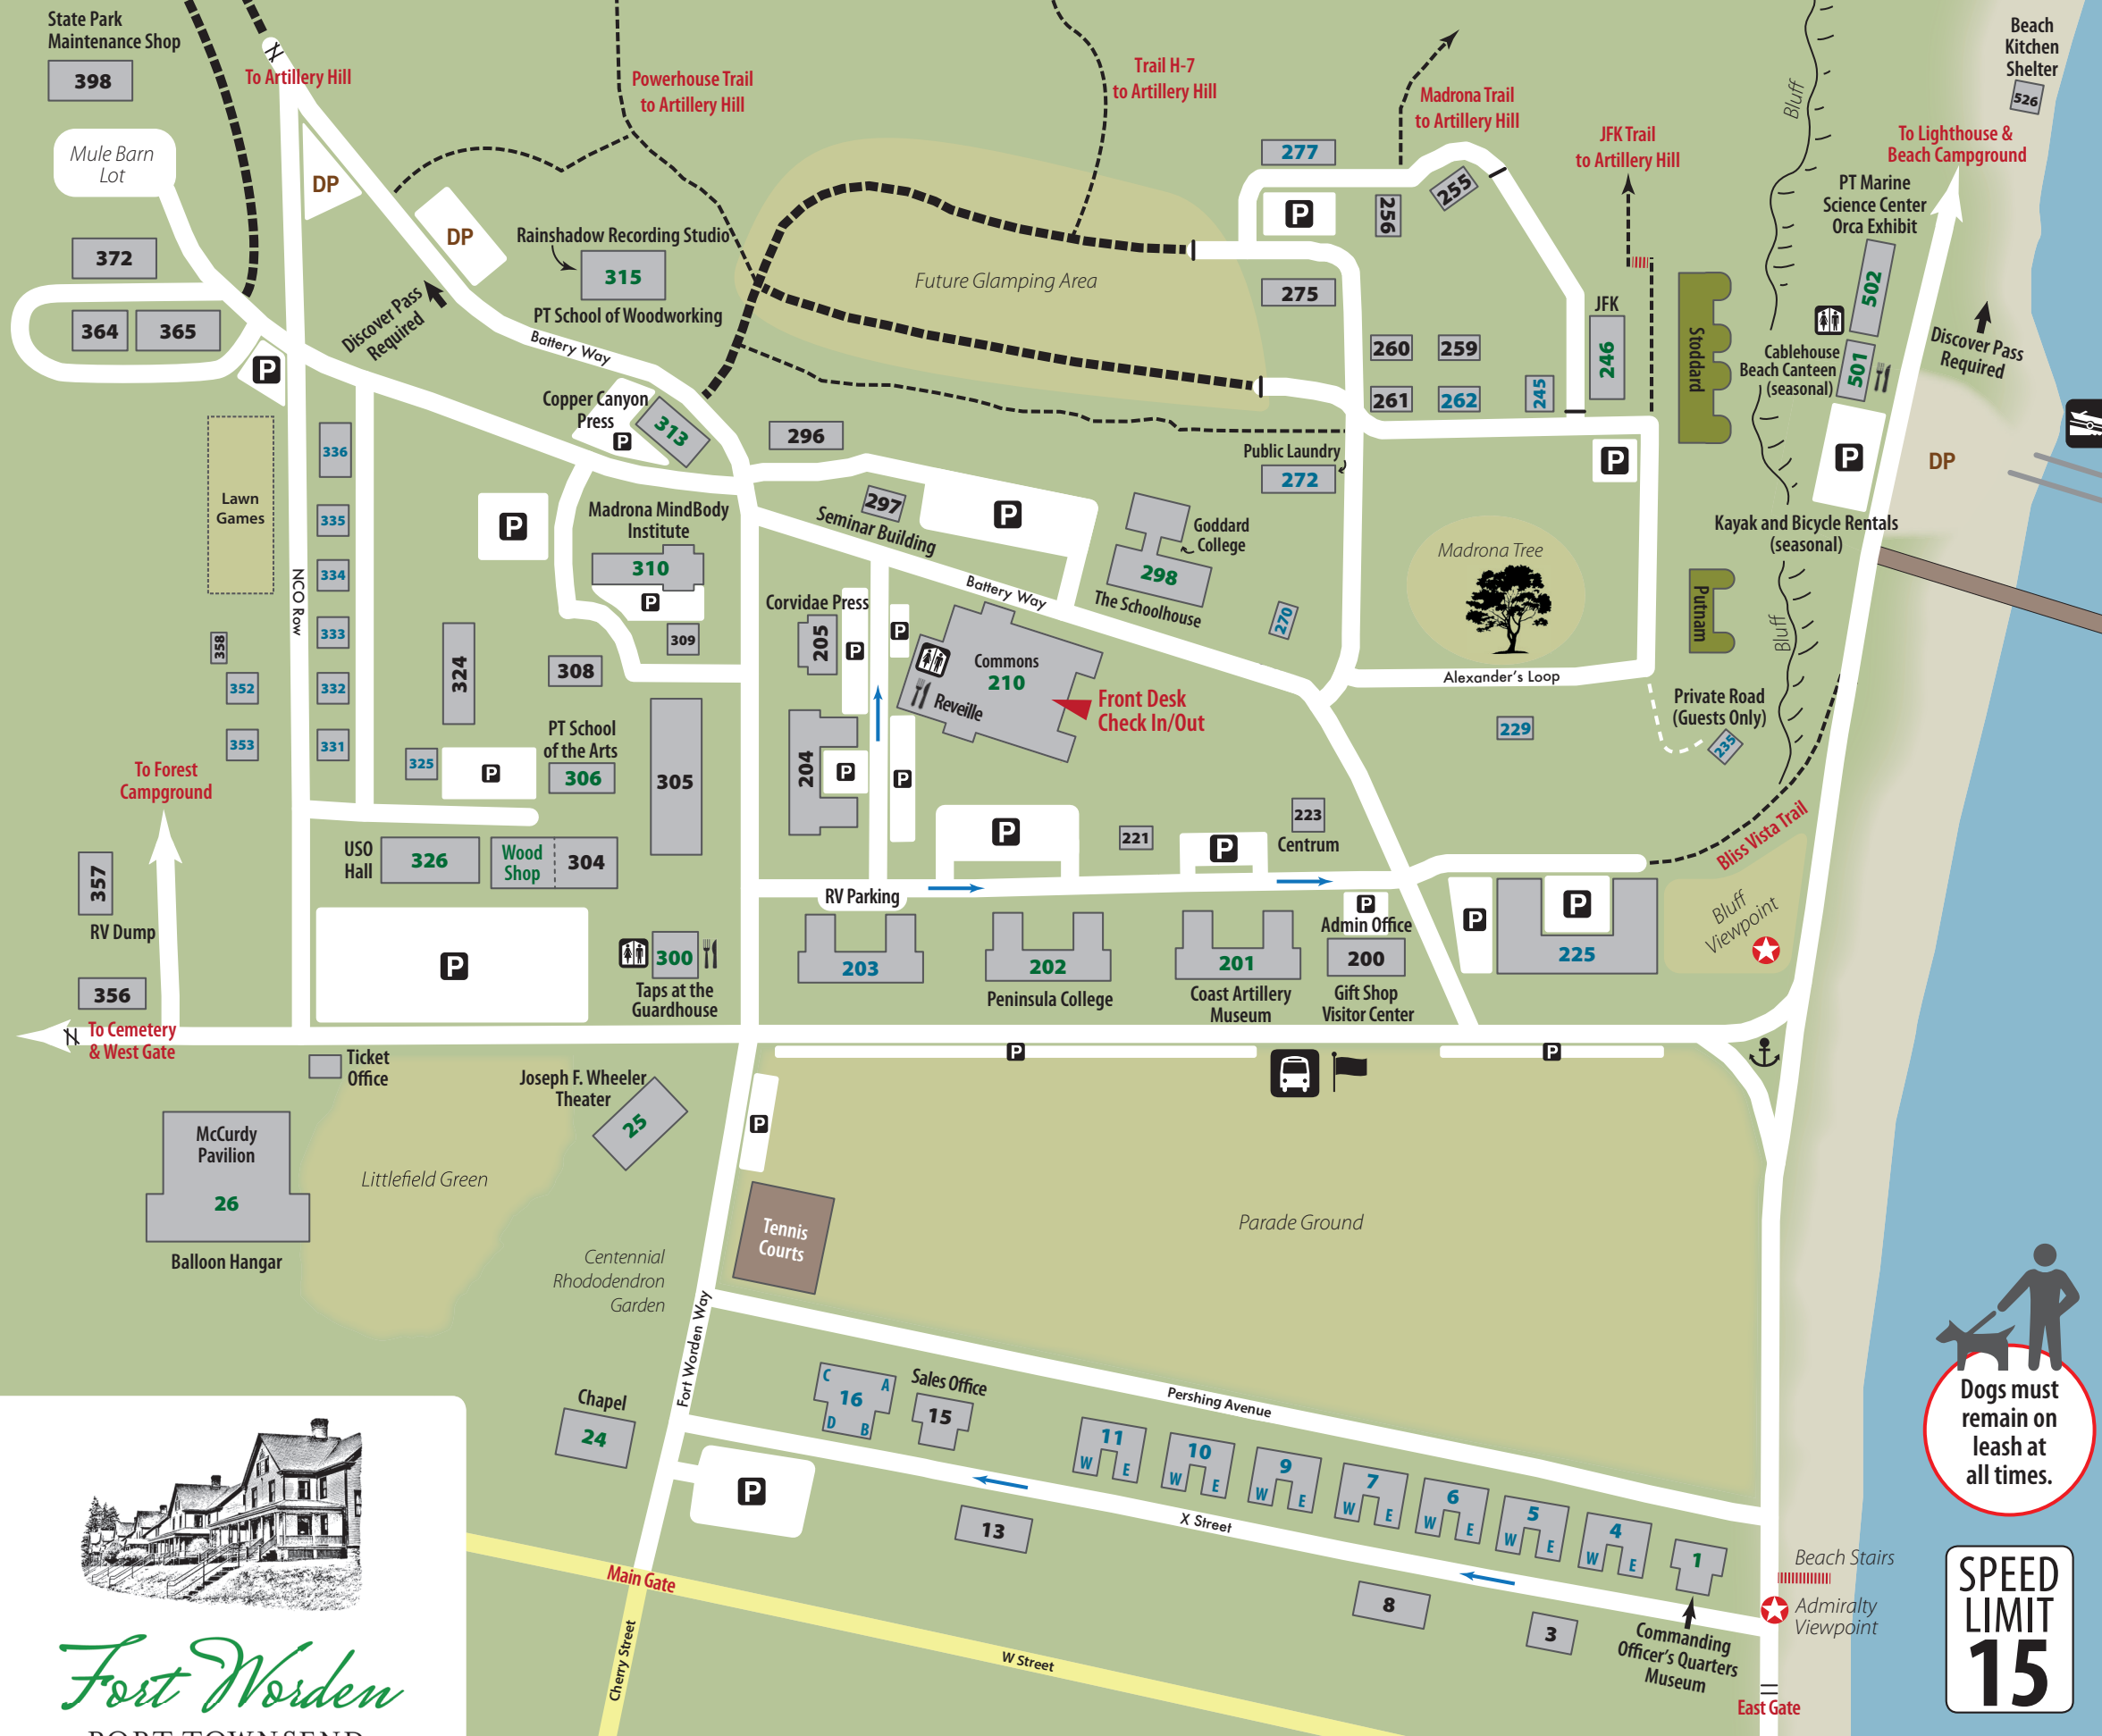 State Park
Maintenance Shop
398
To Artillery Hill
Mule Barn
Lot
DP
DP
372
364
365
P
Discover Pass
Required
Battery Way
Powerhouse Trail
to Artillery Hill
Rainshadow Recording Studio
315
PT School of Woodworking
Trail H-7
to Artillery Hill
Future Glamping Area
Madrona Trail
to Artillery Hill
JFK Trail
to Artillery Hill
277
P
256
255
275
260
259
261
262
245
JFK
246
Stoddard
Bluff
Beach
Kitchen
Shelter
526
To Lighthouse &
Beach Campground
PT Marine
Science Center
Orca Exhibit
502
Discover Pass
Required
Cablehouse
Beach Canteen
(seasonal)
501
P
DP
Kayak and Bicycle Rentals
(seasonal)
Copper Canyon
Press
P
313
296
Public Laundry
272
P
Lawn
Games
NCO Row
336
335
334
333
332
331
358
352
353
P
Madrona MindBody
Institute
310
P
309
324
308
297
Seminar Building
P
Goddard
College
298
The Schoolhouse
Battery Way
270
Madrona Tree
Alexander's Loop
Putnam
Bluff
Private Road
(Guests Only)
235
229
Corvidae Press
205
P
P
Commons
210
Reveille
Front Desk
Check In/Out
204
P
P
325
P
PT School
of the Arts
306
305
To Forest
Campground
USO
Hall
326
Wood
Shop
304
357
RV Dump
356
P
300
Taps at the
Guardhouse
P
221
P
223
Centrum
RV Parking
203
202
Peninsula College
201
Coast Artillery
Museum
P
Admin Office
200
Gift Shop
Visitor Center
P
P
225
Bliss Vista Trail
Bluff
Viewpoint
To Cemetery
& West Gate
Ticket
Office
P
P
Joseph F. Wheeler
Theater
25
P
McCurdy
Pavilion
26
Balloon Hangar
Littlefield Green
Tennis
Courts
Parade Ground
Centennial
Rhododendron
Garden
Fort Worden Way
Pershing Avenue
Chapel
24
C
A
16
D
B
Sales Office
15
P
13
X Street
11
W
E
10
W
E
9
W
E
7
W
E
6
W
E
5
W
E
4
W
E
1
8
3
Commanding
Officer's Quarters
Museum
Beach Stairs
Admiralty
Viewpoint
East Gate
Main Gate
Cherry Street
W Street
Dogs must
remain on
leash at
all times.
SPEED
LIMIT
15
Fort Worden
PORT TOWNSEND